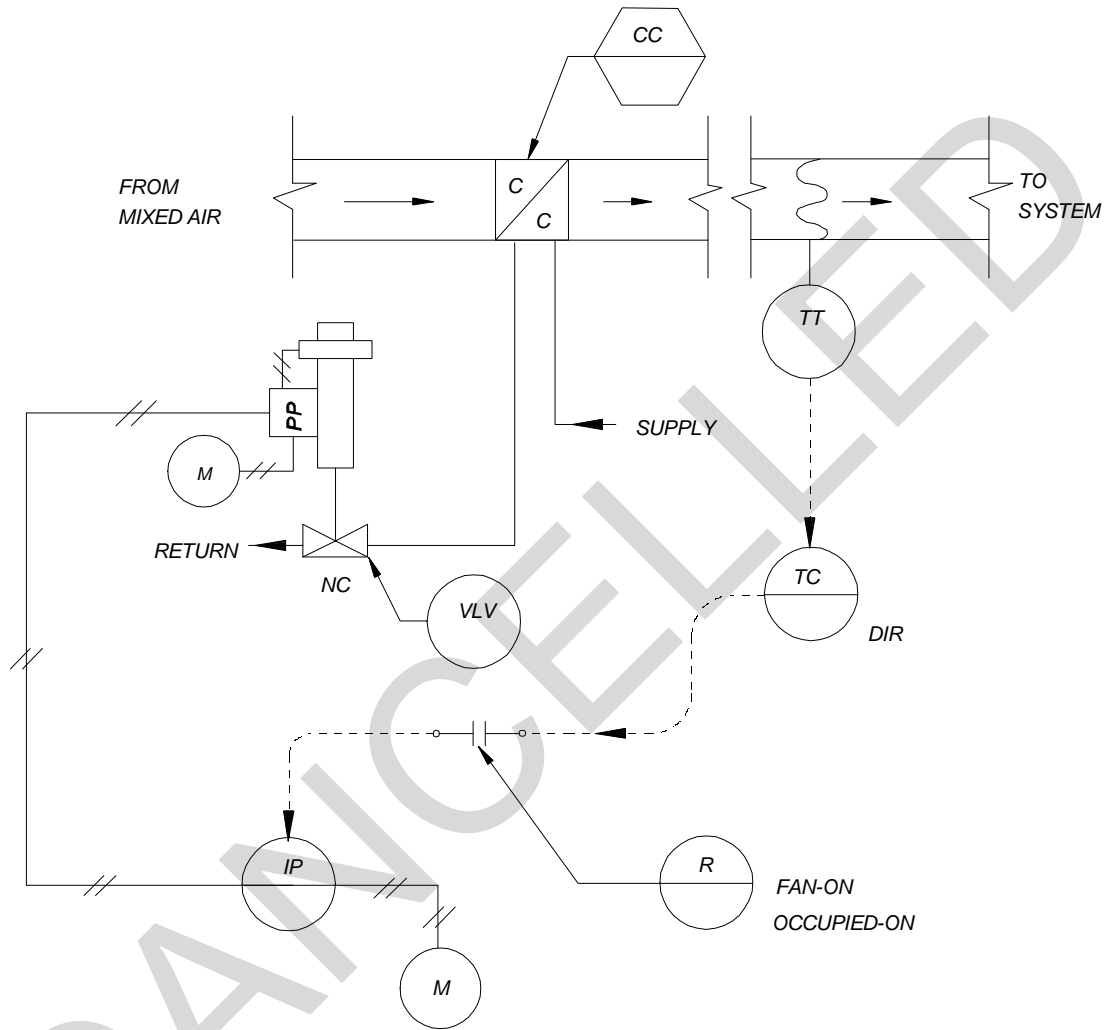 CC
FROM
MIXED AIR
C
C
TO
SYSTEM
TT
PP
SUPPLY
M
RETURN
NC
VLV
TC
DIR
IP
R
FAN-ON
OCCUPIED-ON
M
CANCELLED